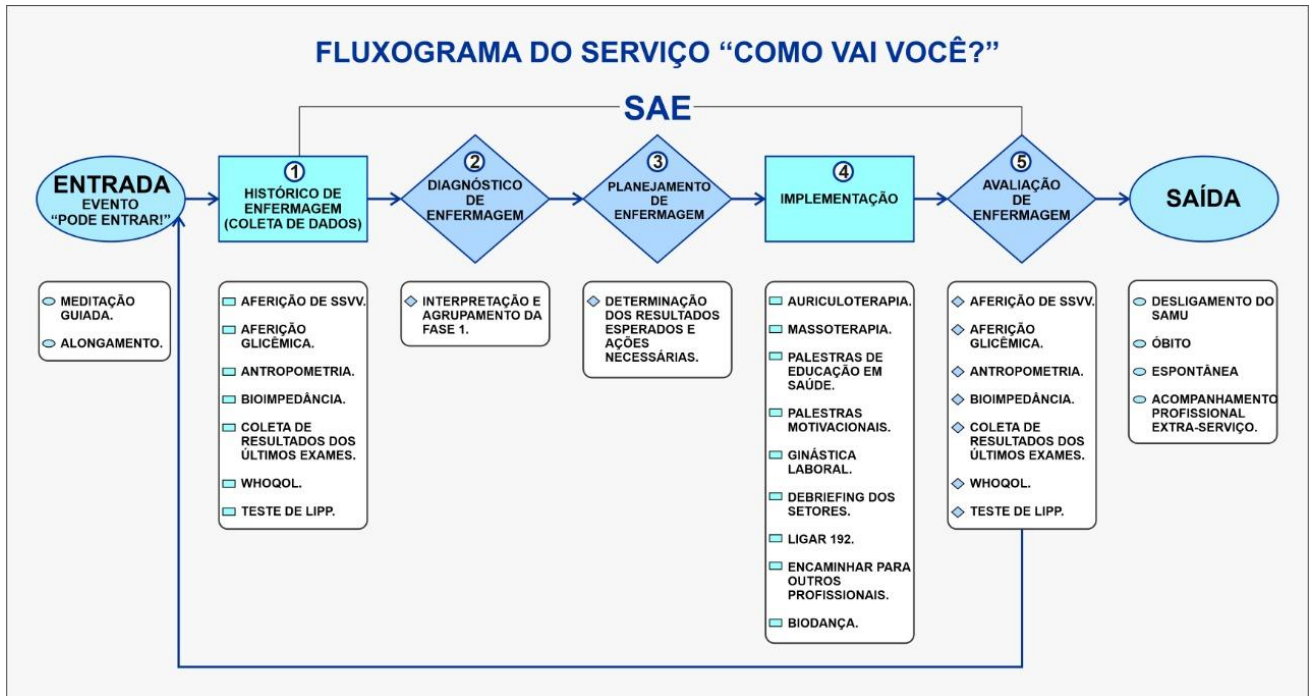 FLUXOGRAMA DO SERVIÇO “COMO VAI VOCÊ?”
SAE
ENTRADA
EVENTO
“PODE ENTRAR!”
1
HISTÓRICO DE
ENFERMAGEM
(COLETA DE DADOS)
2
DIAGNÓSTICO
DE
ENFERMAGEM
3
PLANEJAMENTO
DE
ENFERMAGEM
4
IMPLEMENTAÇÃO
5
AVALIAÇÃO
DE
ENFERMAGEM
SAÍDA
MEDITAÇÃO
GUIADA.
ALONGAMENTO.
AFERIÇÃO DE SSVV.
AFERIÇÃO
GLICÊMICA.
ANTROPOMETRIA.
BIOIMPEDÂNCIA.
COLETA DE
RESULTADOS DOS
ÚLTIMOS EXAMES.
WHOQOL.
TESTE DE LIPP.
INTERPRETAÇÃO E
AGRUPAMENTO DA
FASE 1.
DETERMINAÇÃO
DOS RESULTADOS
ESPERADOS E
AÇÕES
NECESSÁRIAS.
AURICULOTERAPIA.
MASSOTERAPIA.
PALESTRAS DE
EDUCAÇÃO EM
SAÚDE.
PALESTRAS
MOTIVACIONAIS.
GINÁSTICA
LABORAL.
DEBRIEFING DOS
SETORES.
LIGAR 192.
ENCAMINHAR PARA
OUTROS
PROFISSIONAIS.
BIODANÇA.
AFERIÇÃO DE SSVV.
AFERIÇÃO
GLICÊMICA.
ANTROPOMETRIA.
BIOIMPEDÂNCIA.
COLETA DE
RESULTADOS DOS
ÚLTIMOS EXAMES.
WHOQOL.
TESTE DE LIPP.
DESLIGAMENTO DO
SAMU
ÓBITO
ESPONTÂNEA
ACOMPANHAMENTO
PROFISSIONAL
EXTRA-SERVIÇO.